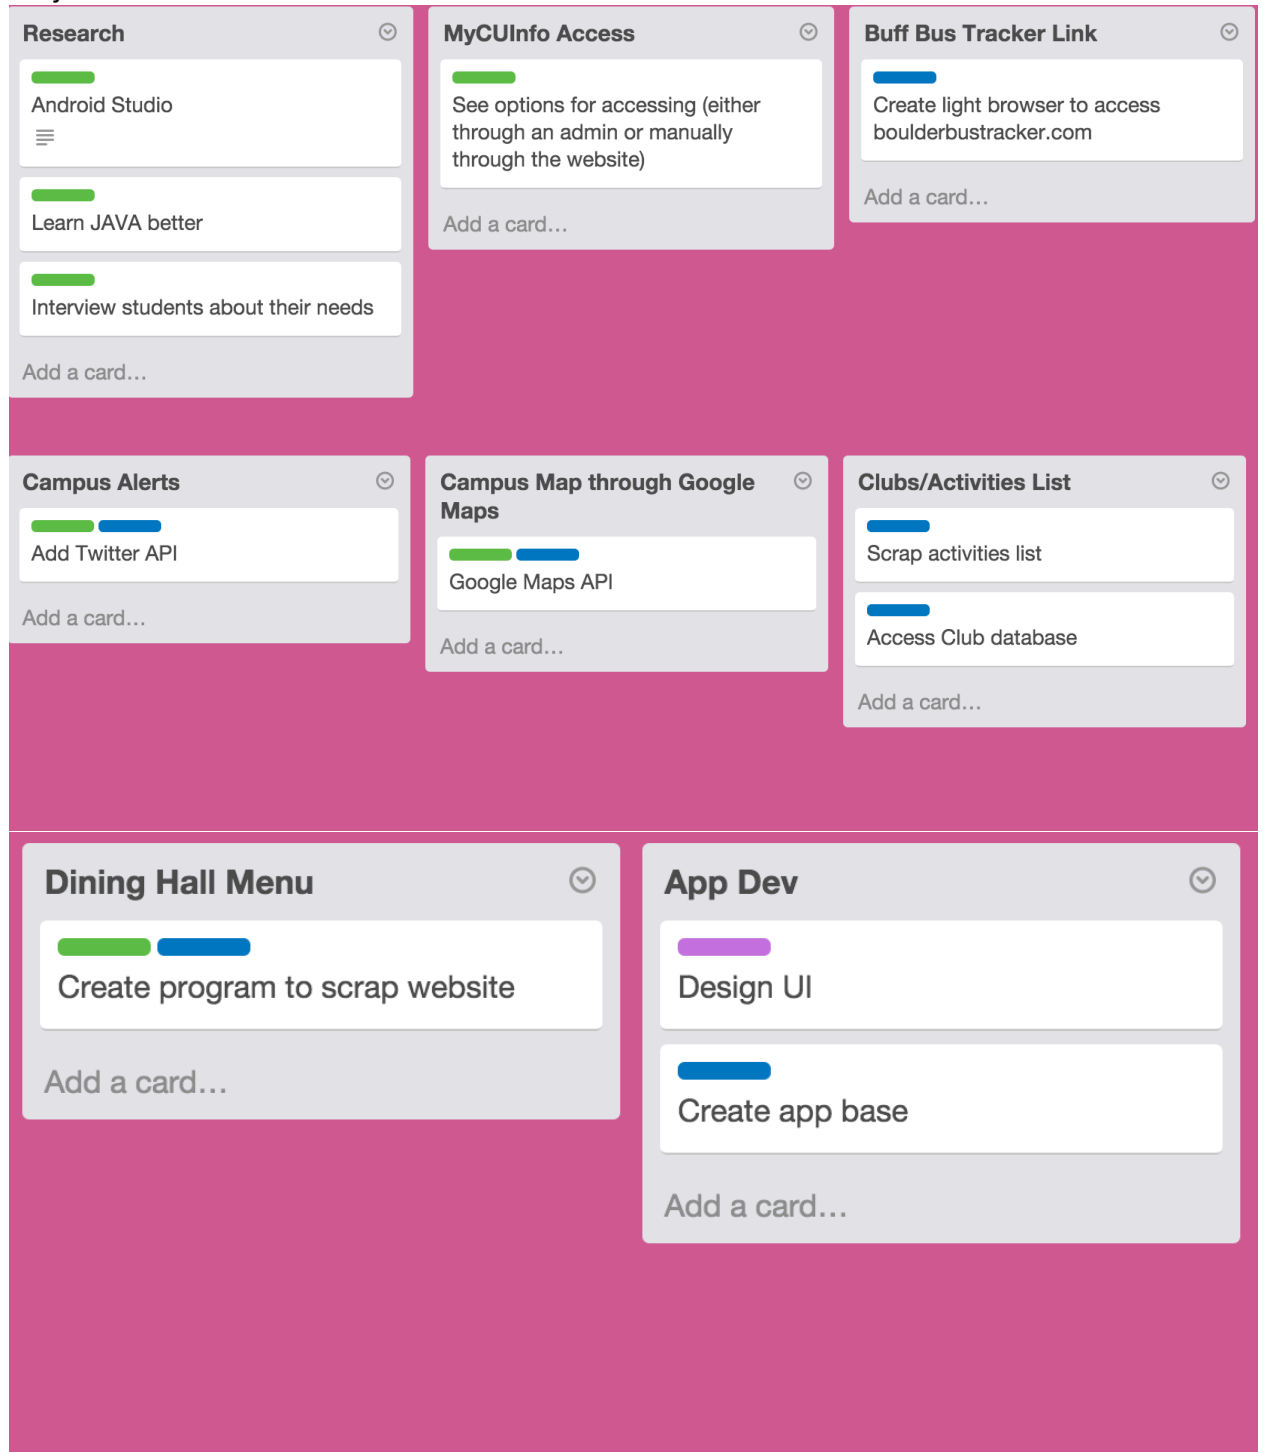 Research
Android Studio
Learn JAVA better
Interview students about their needs
Add a card...
MyCUInfo Access
See options for accessing (either
through an admin or manually
through the website)
Add a card...
Buff Bus Tracker Link
Create light browser to access
boulderbustracker.com
Add a card...
Campus Alerts
Add Twitter API
Add a card...
Campus Map through Google
Maps
Google Maps API
Add a card...
Clubs/Activities List
Scrap activities list
Access Club database
Add a card...
Dining Hall Menu
Create program to scrap website
Add a card...
App Dev
Design UI
Create app base
Add a card...